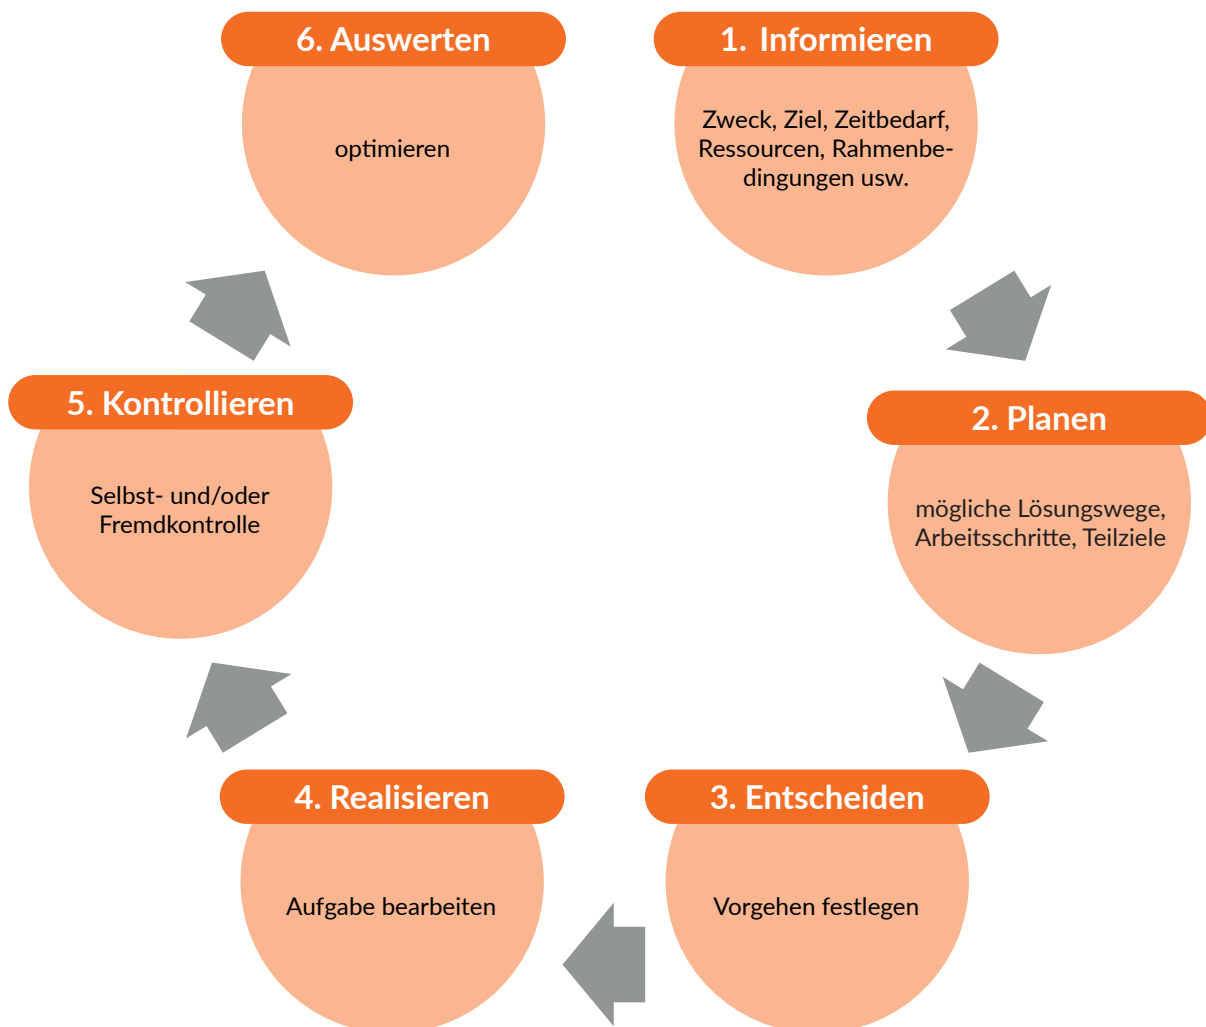 6. Auswerten
optimieren
1. Informieren
Zweck, Ziel, Zeitbedarf,
Ressourcen, Rahmenbe-
dingungen usw.
5. Kontrollieren
Selbst- und/oder
Fremdkontrolle
2. Planen
mögliche Lösungswege,
Arbeitsschritte, Teilziele
4. Realisieren
Aufgabe bearbeiten
3. Entscheiden
Vorgehen festlegen